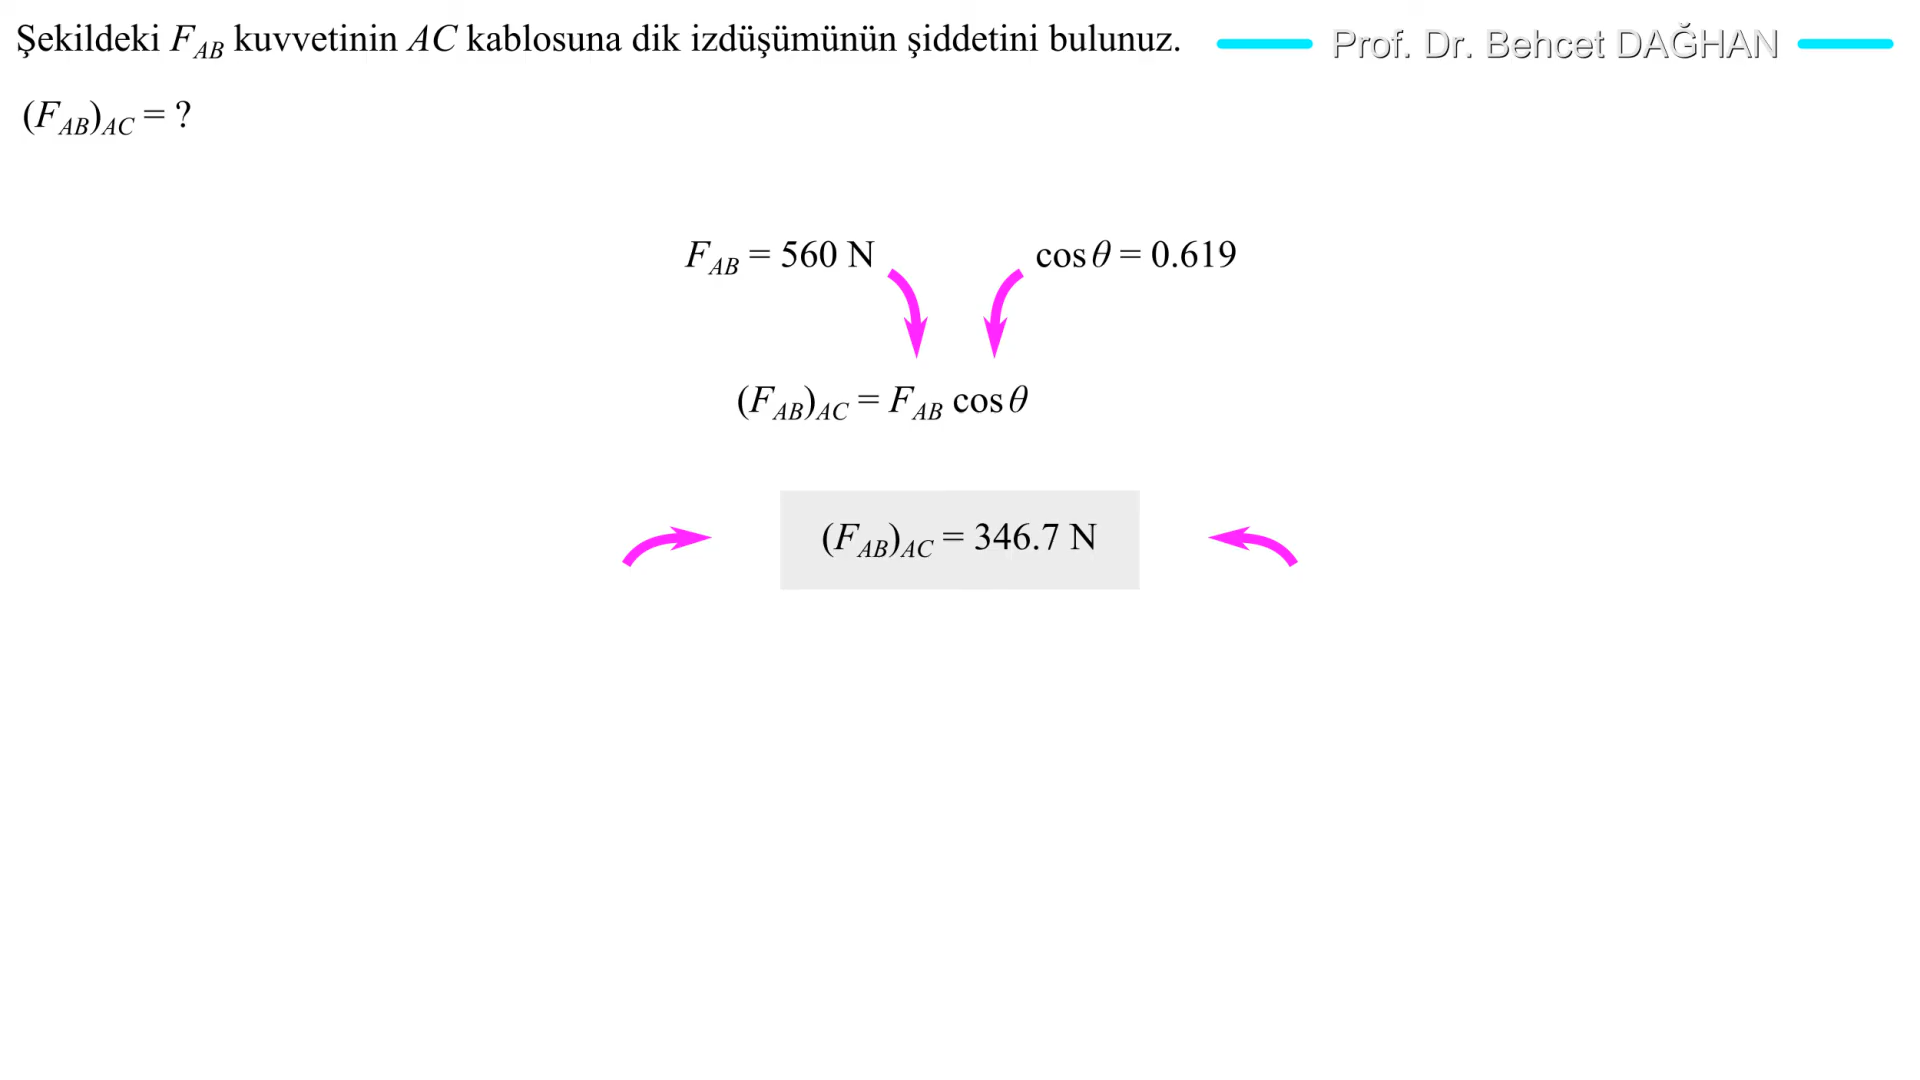 Şekildeki F_AB kuvvetinin AC kablosuna dik izdüşümünün şiddetini bulunuz. Prof. Dr. Behcet DAĞHAN
(F_AB)_AC = ?
F_AB = 560 N cos θ = 0.619
(F_AB)_AC = F_AB cos θ
(F_AB)_AC = 346.7 N